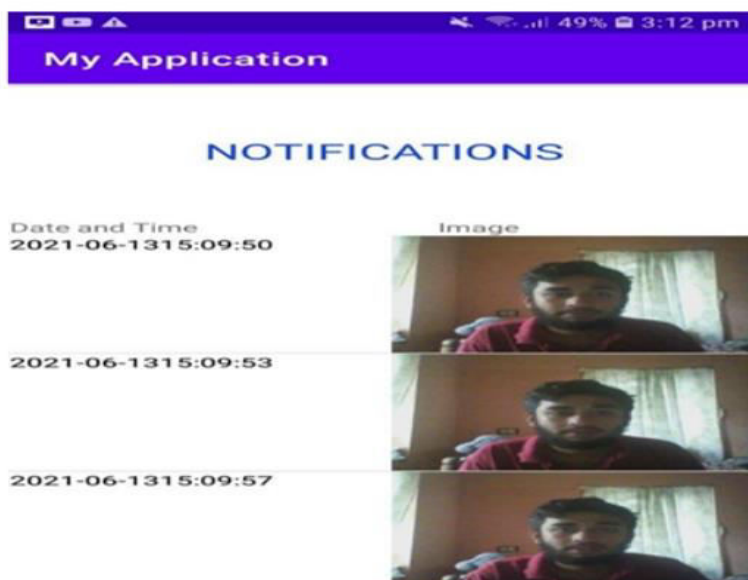 49% 3:12 pm
My Application
NOTIFICATIONS
Date and Time Image
2021-06-1315:09:50
2021-06-1315:09:53
2021-06-1315:09:57